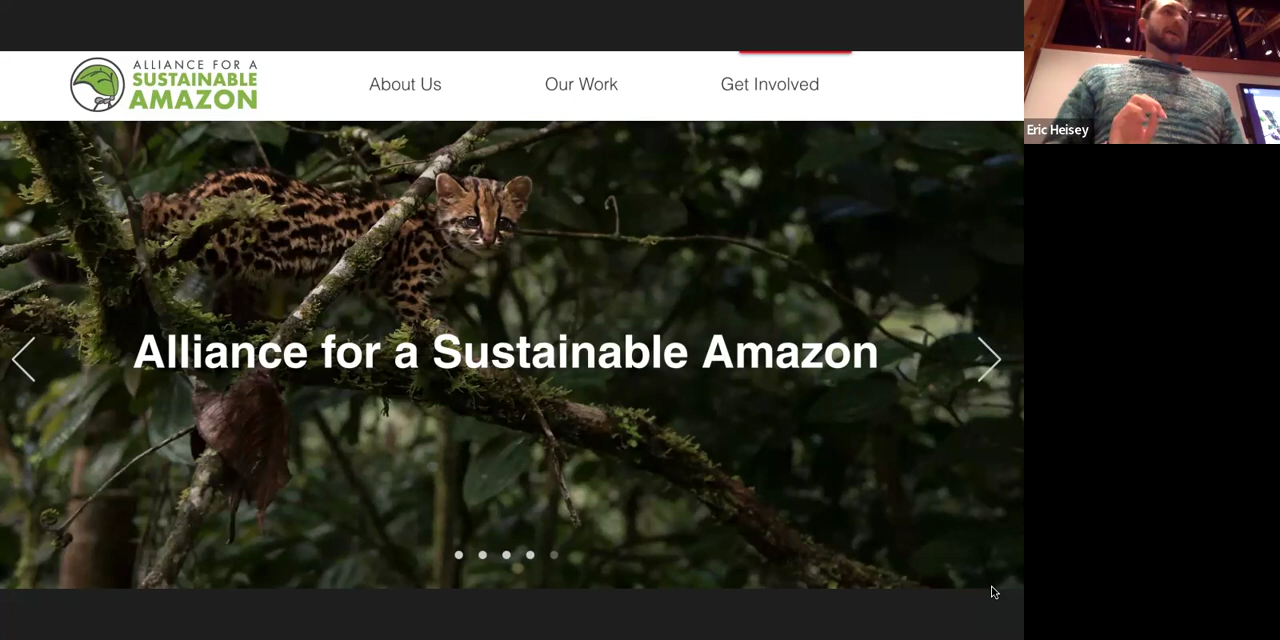 ALLIANCE FOR A
SUSTAINABLE
AMAZON
About Us
Our Work
Get Involved
Alliance for a Sustainable Amazon
Eric Heisey